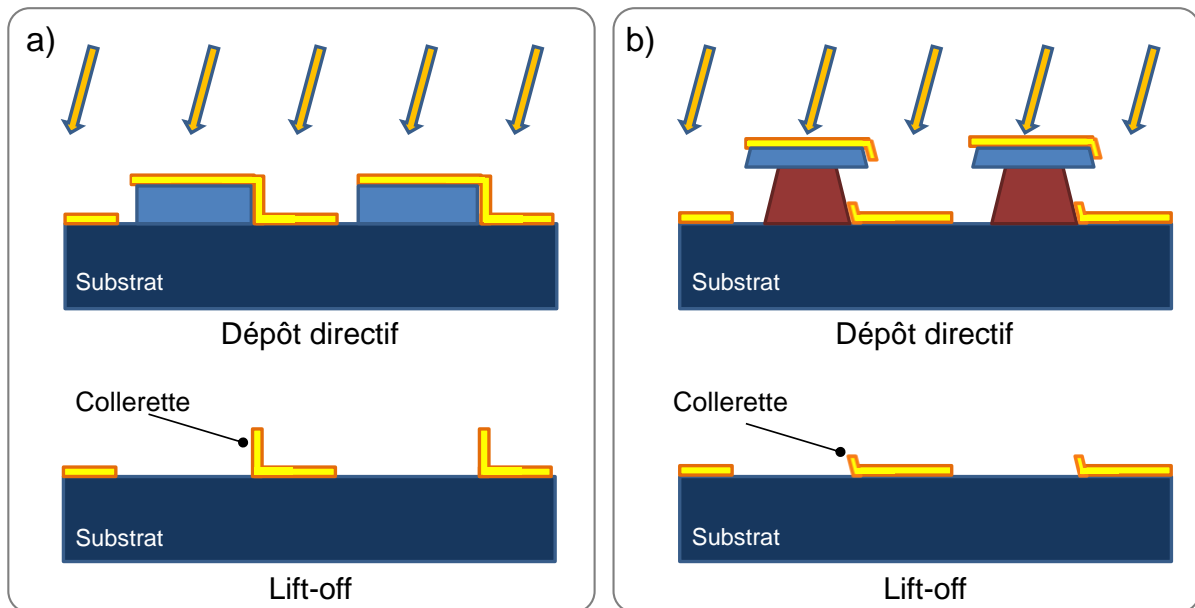 a)
Substrat
Dépôt directif
Collerette
Substrat
Lift-off
b)
Substrat
Dépôt directif
Collerette
Substrat
Lift-off